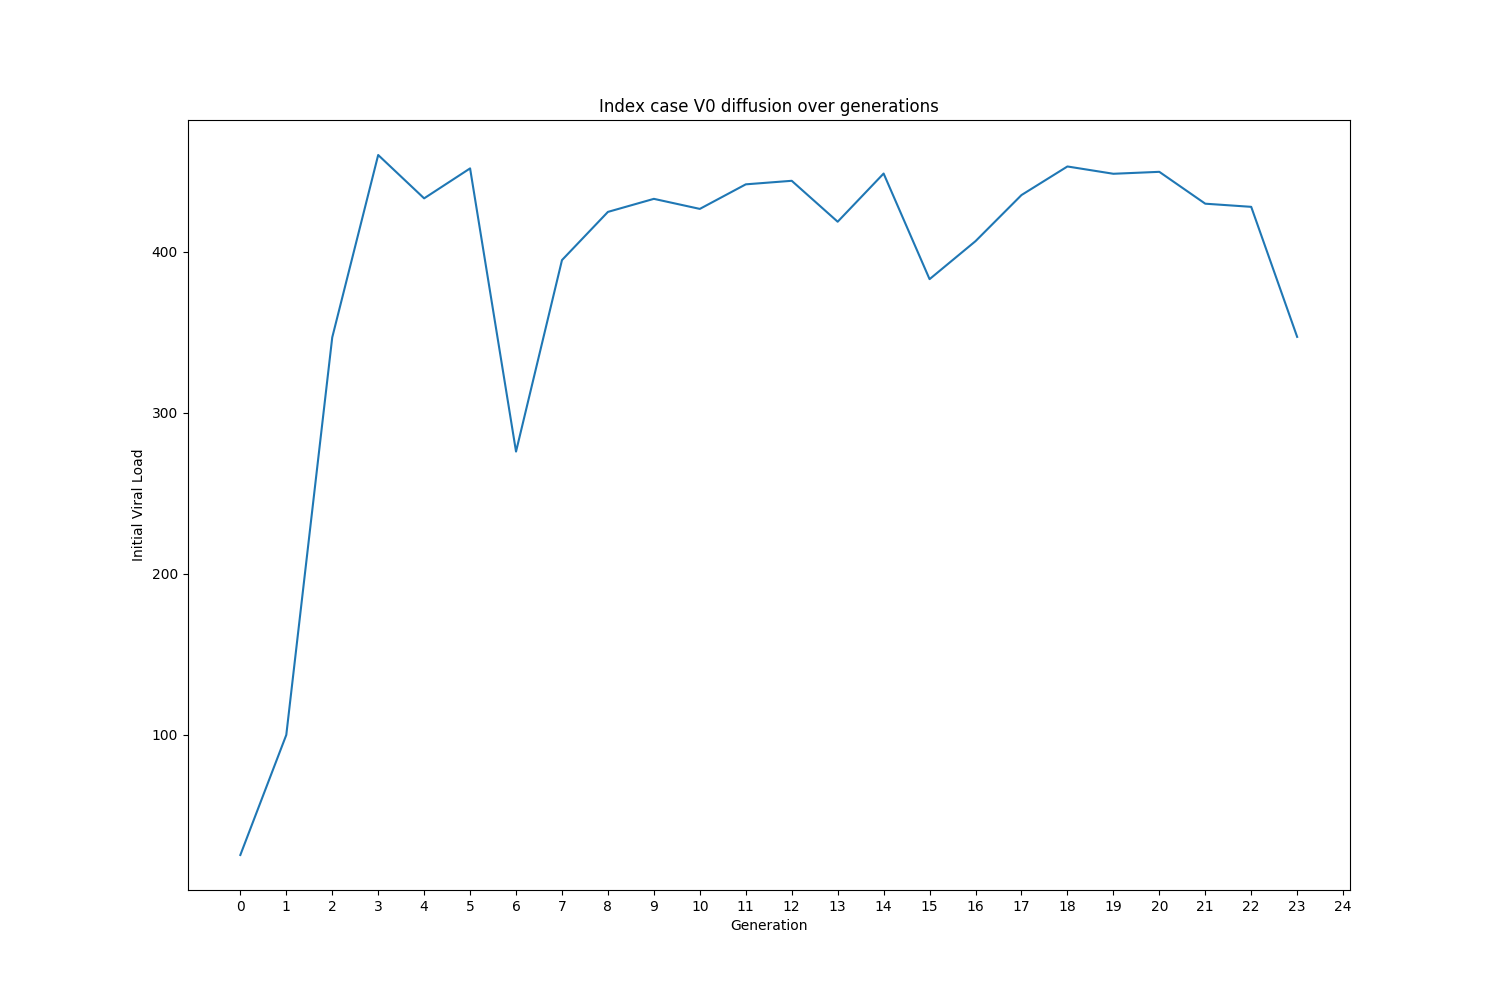 Index case V0 diffusion over generations
400
300
200
100
Initial Viral Load
0 1 2 3 4 5 6 7 8 9 10 11 12 13 14 15 16 17 18 19 20 21 22 23 24
Generation